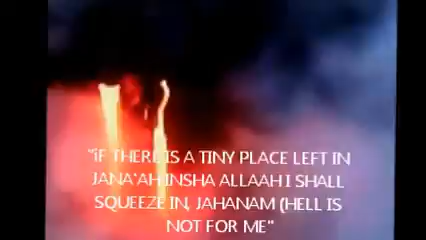 "iF THERE IS A TINY PLACE LEFT IN
JANA'AH INSHA ALLAAH I SHALL
SQUEEZE IN, JAHANAM (HELL IS
NOT FOR ME"